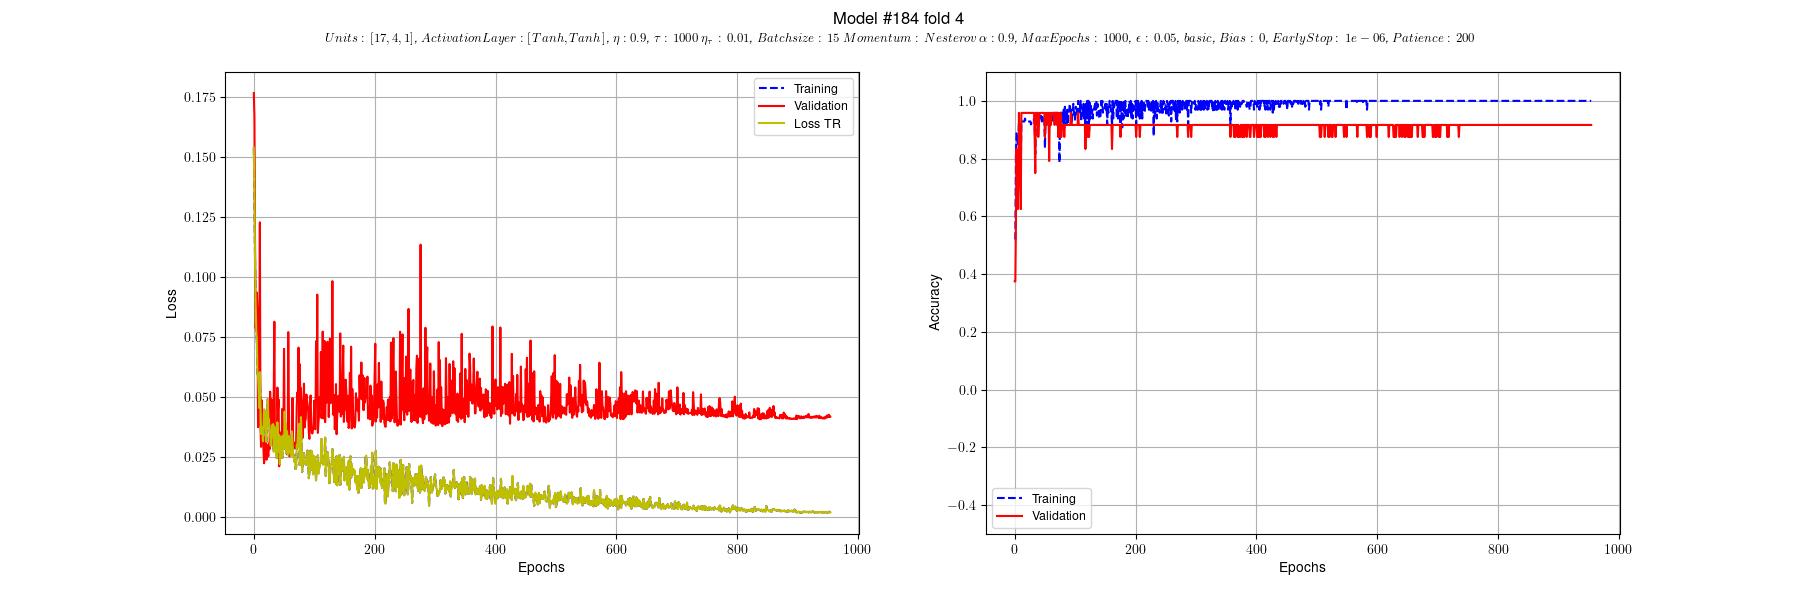 Model #184 fold 4
Units : [17, 4, 1], ActivationLayer : [Tanh, Tanh], η : 0.9, τ : 1000 ητ : 0.01, Batchsize : 15 Momentum : Nesterov α : 0.9, MaxEpochs : 1000, ϵ : 0.05, basic, Bias : 0, EarlyStop : 1e − 06, Patience : 200
Training
Validation
Loss TR
0.175
0.150
0.125
0.100
0.075
0.050
0.025
0.000
Loss
0
200
400
600
800
1000
Epochs
1.0
0.8
0.6
0.4
0.2
0.0
−0.2
−0.4
Accuracy
Training
Validation
0
200
400
600
800
1000
Epochs